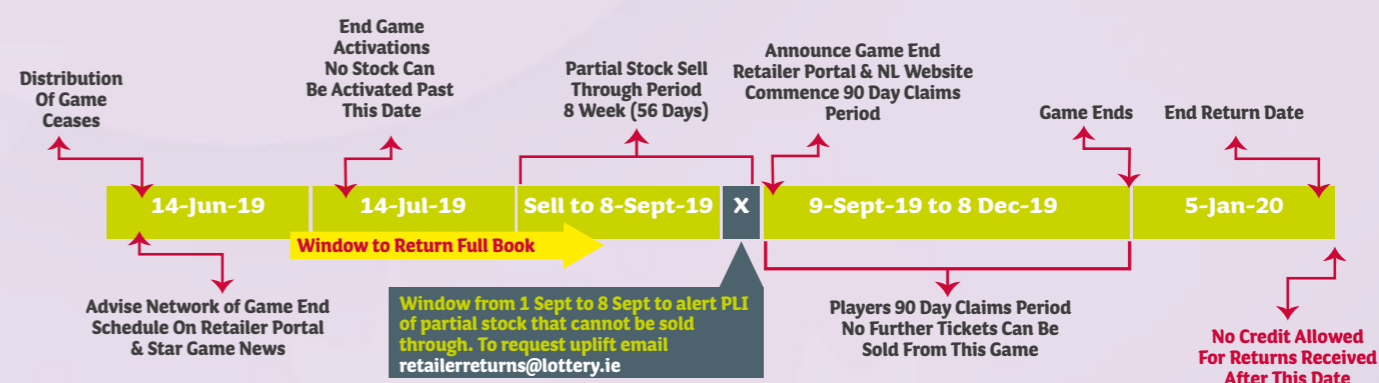 Distribution
Of Game
Ceases
End Game
Activations
No Stock Can
Be Activated Past
This Date
Partial Stock Sell
Through Period
8 Week (56 Days)
Announce Game End
Retailer Portal & NL Website
Commence 90 Day Claims
Period
Game Ends
End Return Date
14-Jun-19
14-Jul-19
Sell to 8-Sept-19
X
9-Sept-19 to 8 Dec-19
5-Jan-20
Window to Return Full Book
Advise Network of Game End
Schedule On Retailer Portal
& Star Game News
Window from 1 Sept to 8 Sept to alert PLI
of partial stock that cannot be sold
through. To request uplift email
retailerreturns@lottery.ie
Players 90 Day Claims Period
No Further Tickets Can Be
Sold From This Game
No Credit Allowed
For Returns Received
After This Date